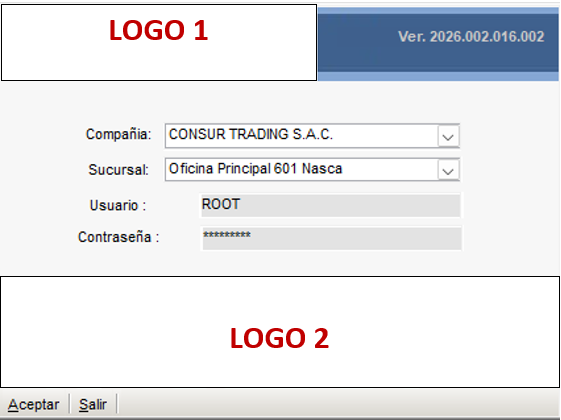 LOGO 1
Ver. 2026.002.016.002
Compañia: CONSUR TRADING S.A.C.
Sucursal: Oficina Principal 601 Nasca
Usuario : ROOT
Contraseña : *********
LOGO 2
Aceptar Salir